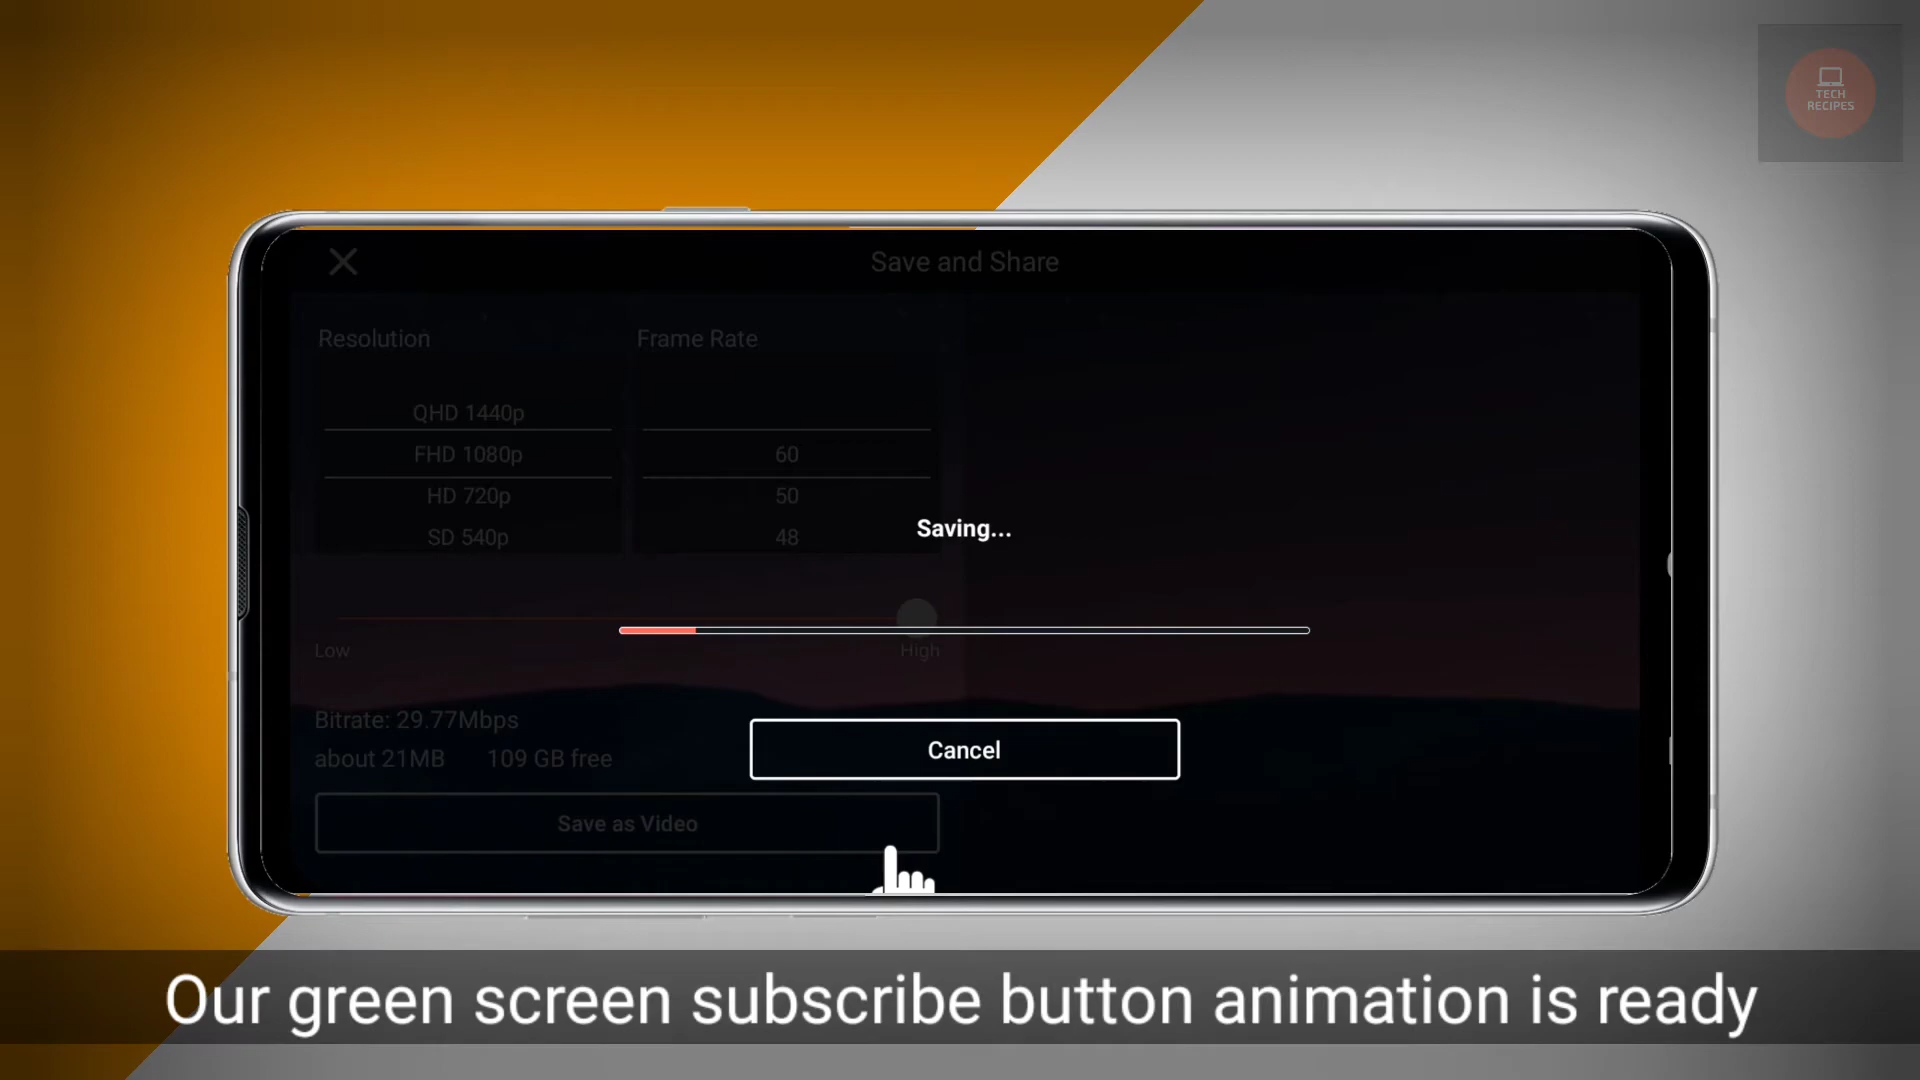 TECH
RECIPES
Save and Share
Resolution
Frame Rate
QHD 1440p
FHD 1080p
60
HD 720p
50
SD 540p
48
Saving...
Low
High
Bitrate: 29.77Mbps
about 21MB
109 GB free
Cancel
Save as Video
Our green screen subscribe button animation is ready